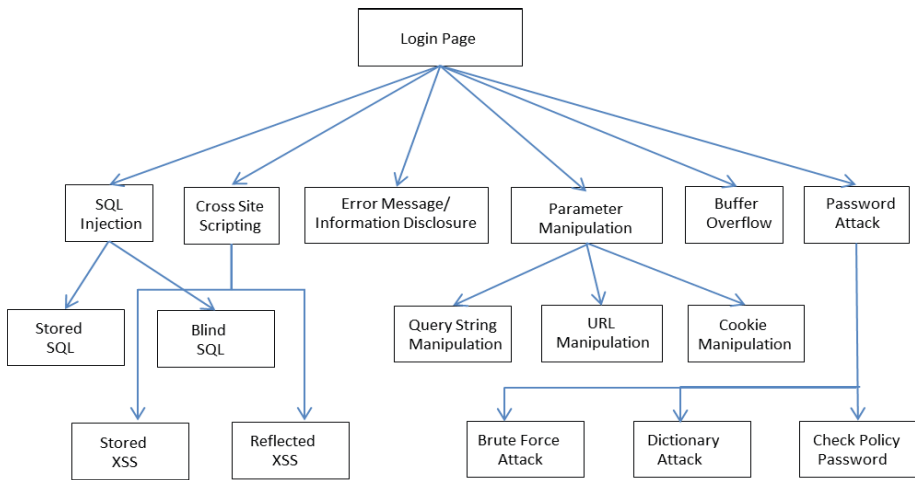 Login Page
SQL
Injection
Cross Site
Scripting
Error Message/
Information Disclosure
Parameter
Manipulation
Buffer
Overflow
Password
Attack
Stored
SQL
Blind
SQL
Query String
Manipulation
URL
Manipulation
Cookie
Manipulation
Stored
XSS
Reflected
XSS
Brute Force
Attack
Dictionary
Attack
Check Policy
Password